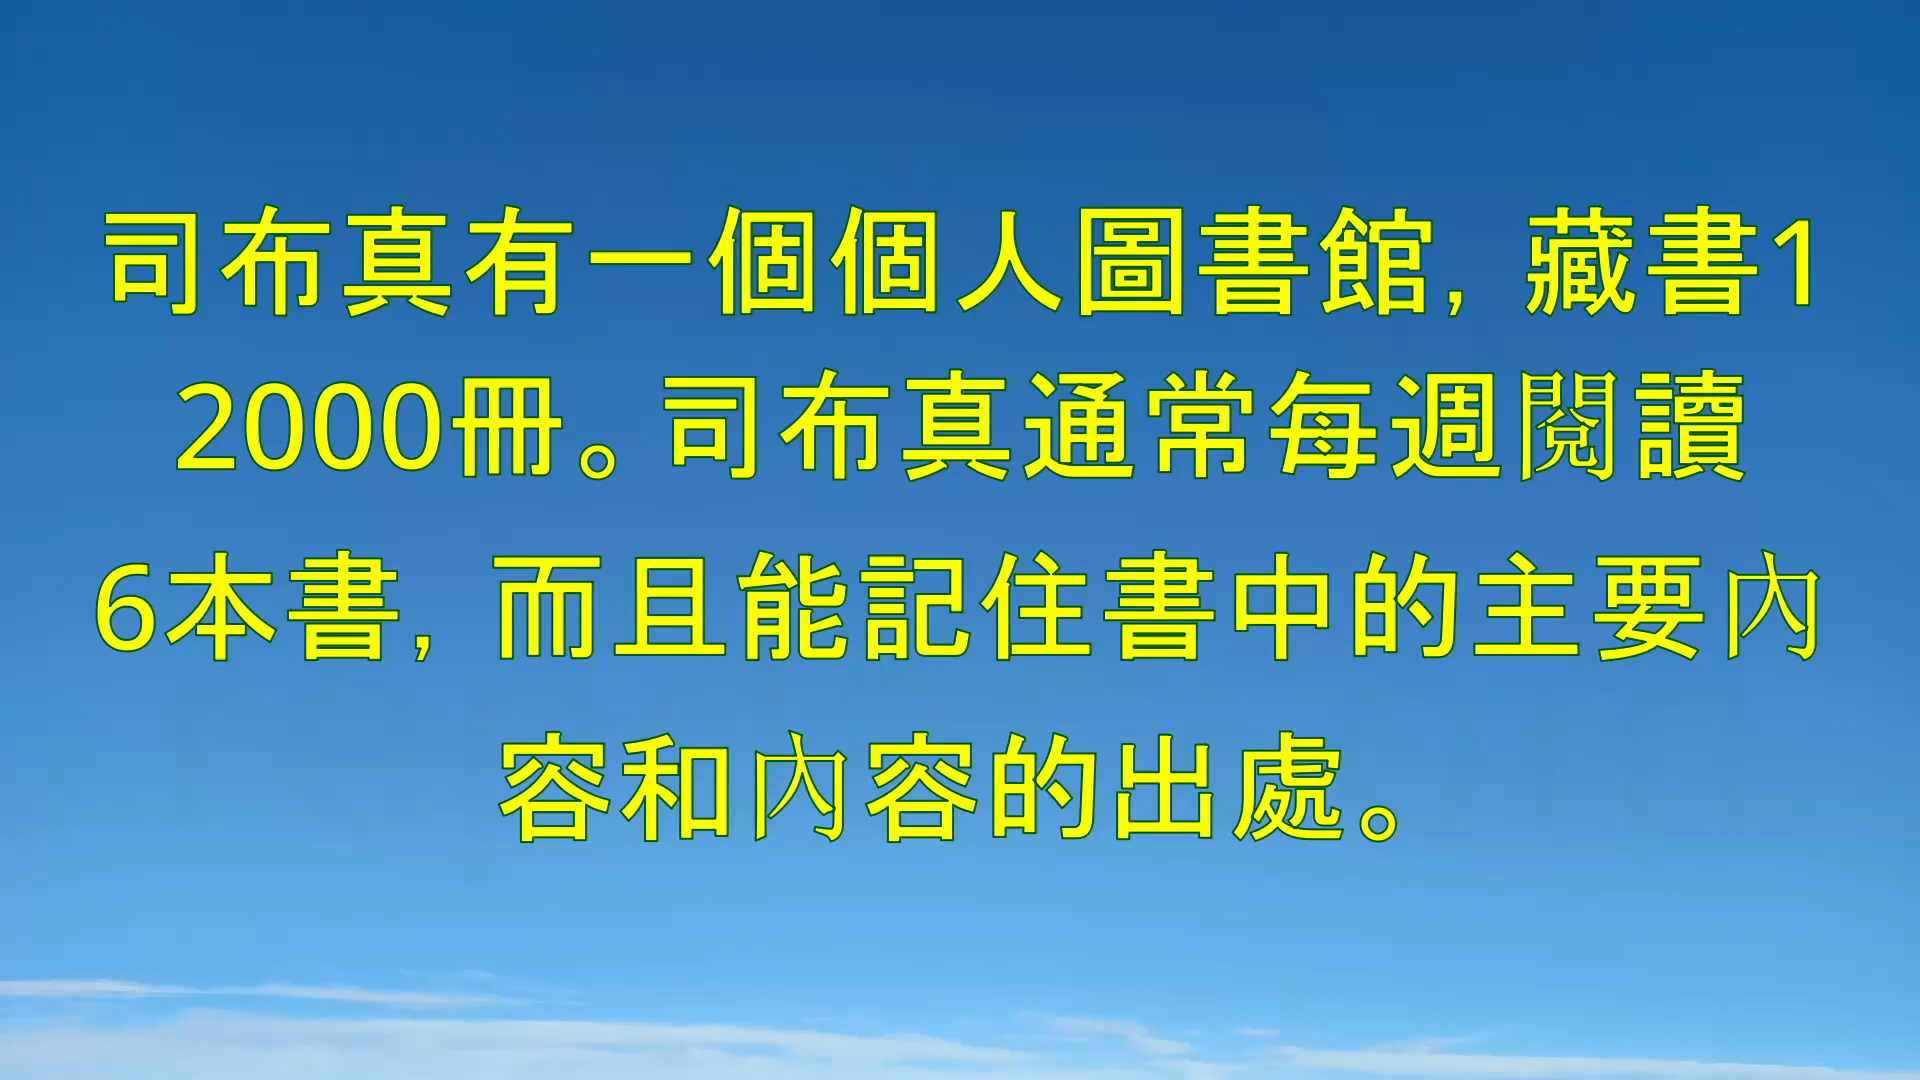 司布真有一個個人圖書館, 藏書1
2000冊。司布真通常每週閱讀
6本書, 而且能記住書中的主要內
容和內容的出處。